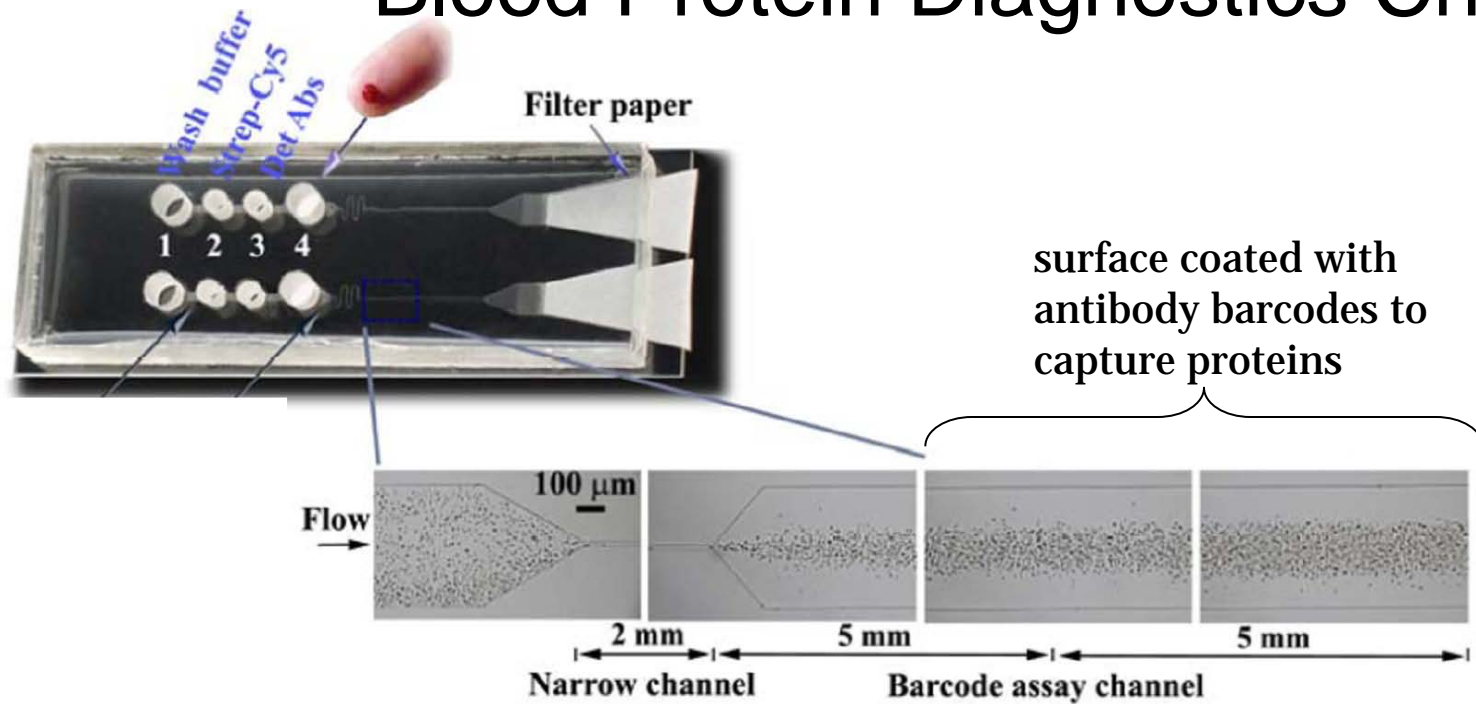 Blood Protein Diagnostics Ch
Wash buffer
Strep-Cy5
Det Abs
Filter paper
1 2 3 4
surface coated with
antibody barcodes to
capture proteins
100 μm
Flow
2 mm
5 mm
5 mm
Narrow channel
Barcode assay channel